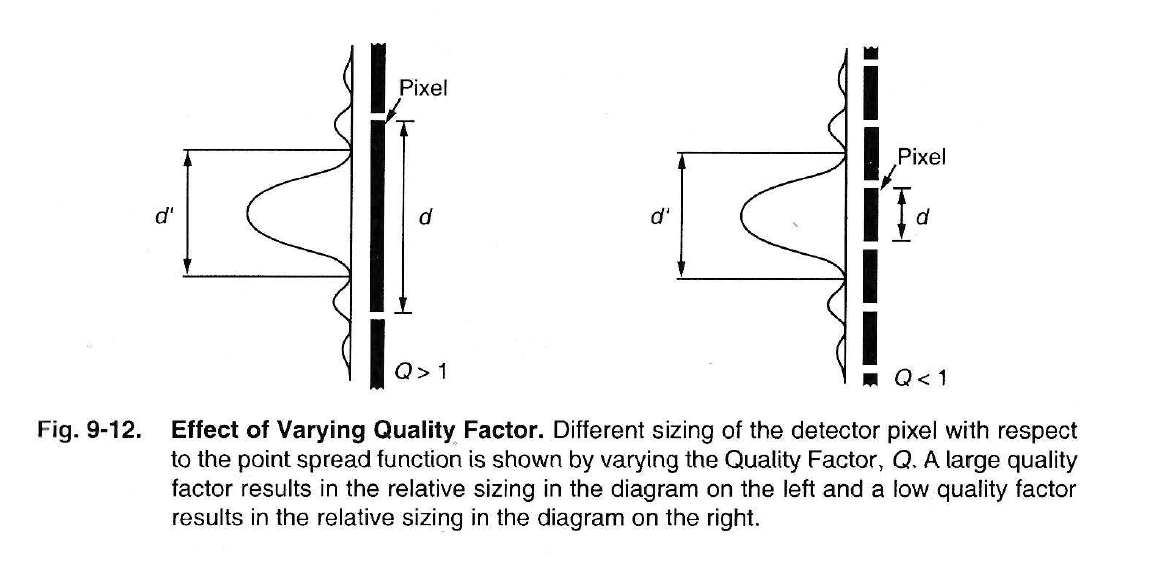 Pixel
d'
d
Q > 1
Pixel
d'
d
Q < 1
Fig. 9-12. Effect of Varying Quality Factor. Different sizing of the detector pixel with respect
to the point spread function is shown by varying the Quality Factor, Q. A large quality
factor results in the relative sizing in the diagram on the left and a low quality factor
results in the relative sizing in the diagram on the right.